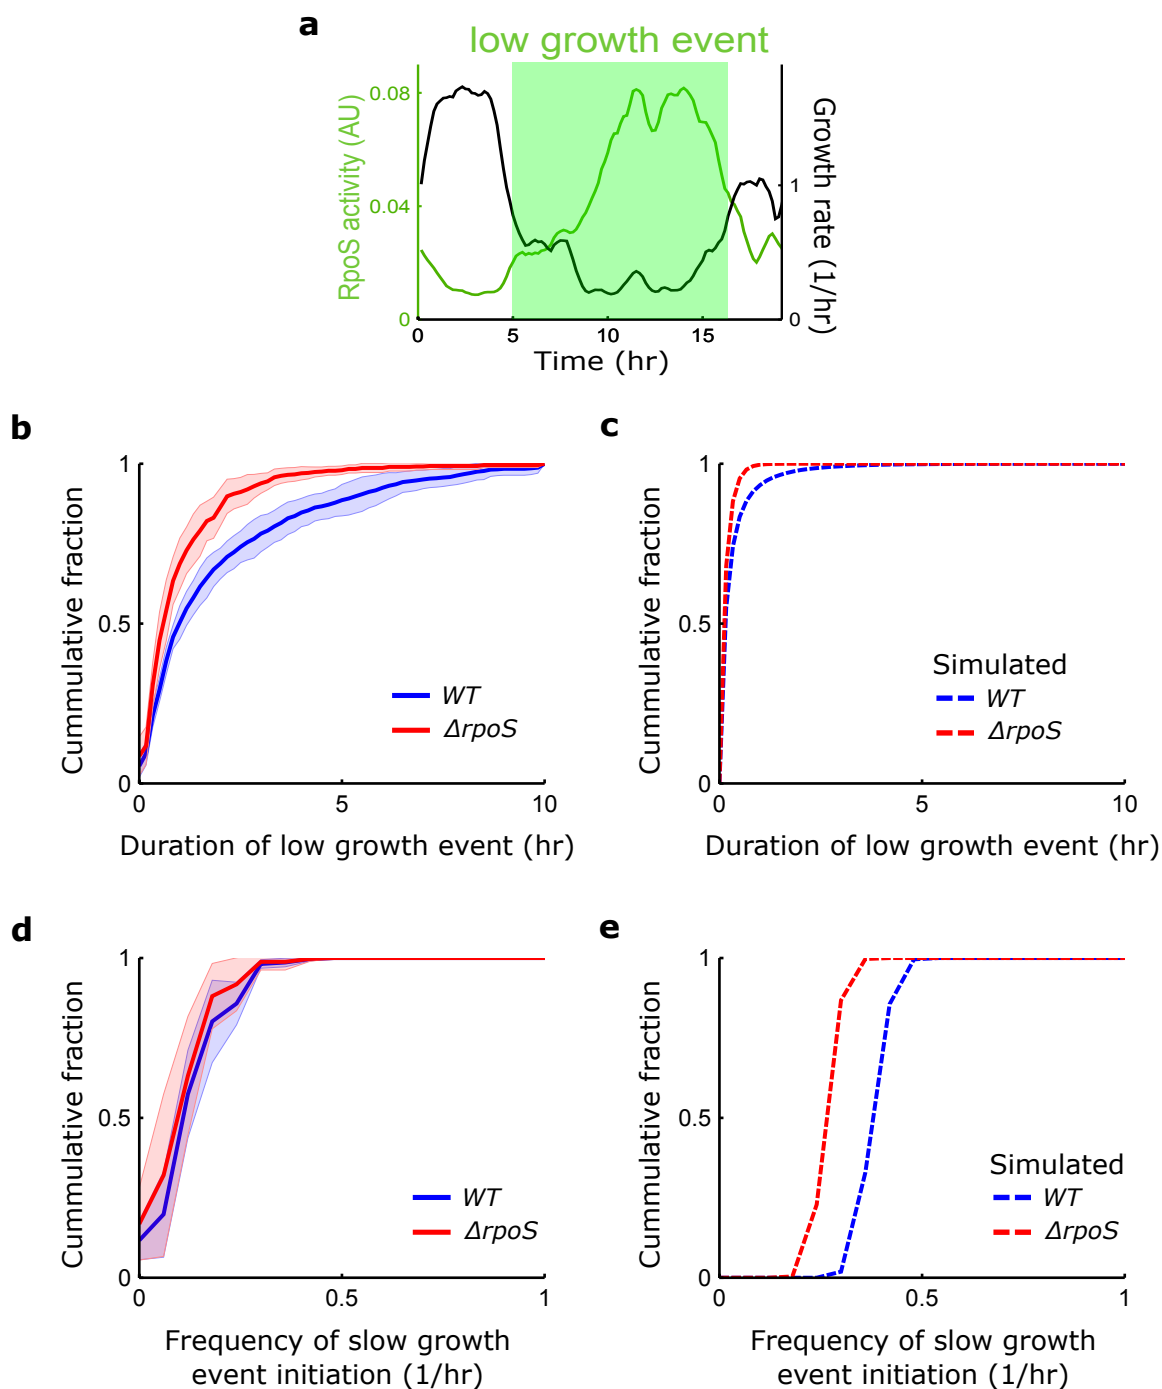 a
low growth event
RpoS activity (AU)
0.08
0.04
0
Growth rate (1/hr)
1
0
0 5 10 15
Time (hr)
b
Cummulative fraction
1
0.5
0
WT
ΔrpoS
0 5 10
Duration of low growth event (hr)
c
Cummulative fraction
1
0.5
0
Simulated
WT
ΔrpoS
0 5 10
Duration of low growth event (hr)
d
Cummulative fraction
1
0.5
0
WT
ΔrpoS
0 0.5 1
Frequency of slow growth
event initiation (1/hr)
e
Cummulative fraction
1
0.5
0
Simulated
WT
ΔrpoS
0 0.5 1
Frequency of slow growth
event initiation (1/hr)